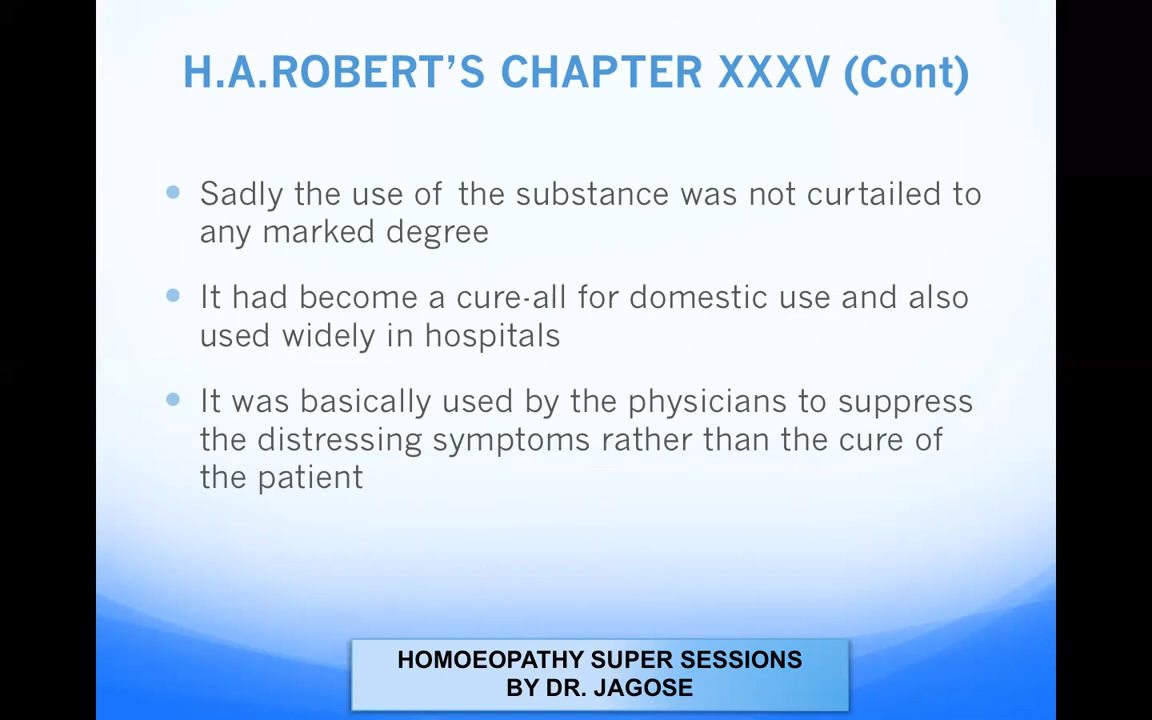 H.A.ROBERT’S CHAPTER XXXV (Cont)
Sadly the use of the substance was not curtailed to
any marked degree
It had become a cure-all for domestic use and also
used widely in hospitals
It was basically used by the physicians to suppress
the distressing symptoms rather than the cure of
the patient
HOMOEOPATHY SUPER SESSIONS
BY DR. JAGOSE